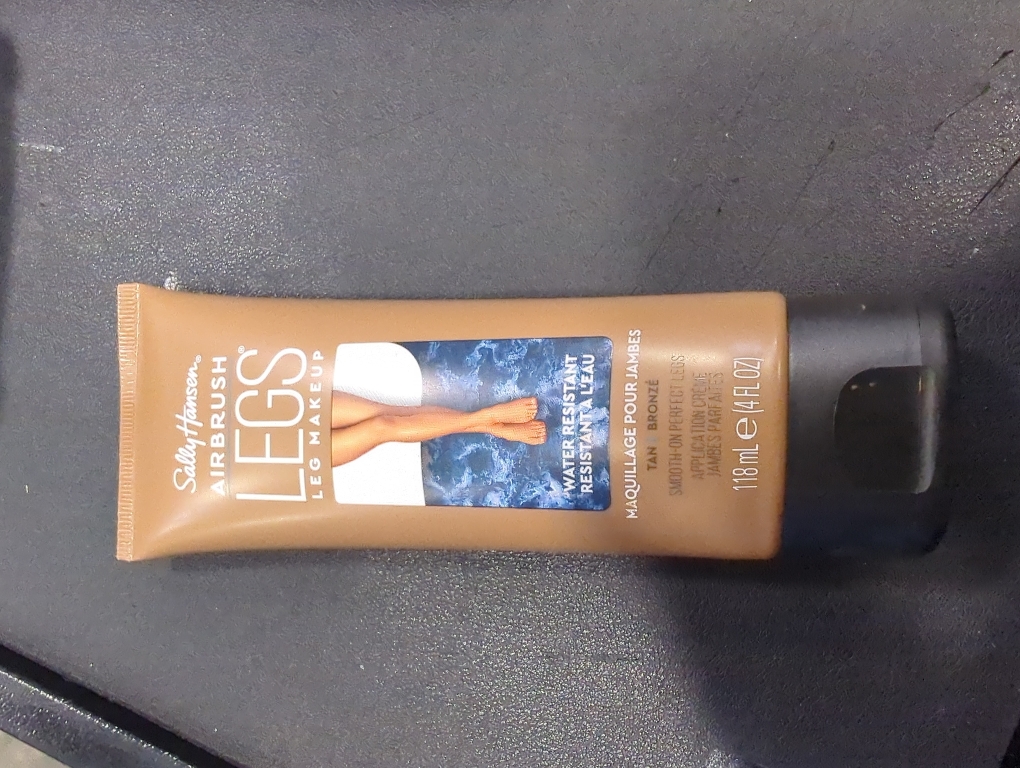 Sally Hansen®
AIRBRUSH
LEGS®
LEG MAKEUP
WATER RESISTANT
RESISTANT À L'EAU
MAQUILLAGE POUR JAMBES
TAN | BRONZÉ
SMOOTH-ON PERFECT LEGS
APPLICATION CRÈME
JAMBES PARFAITES
118 mL ℮ (4 FL OZ)